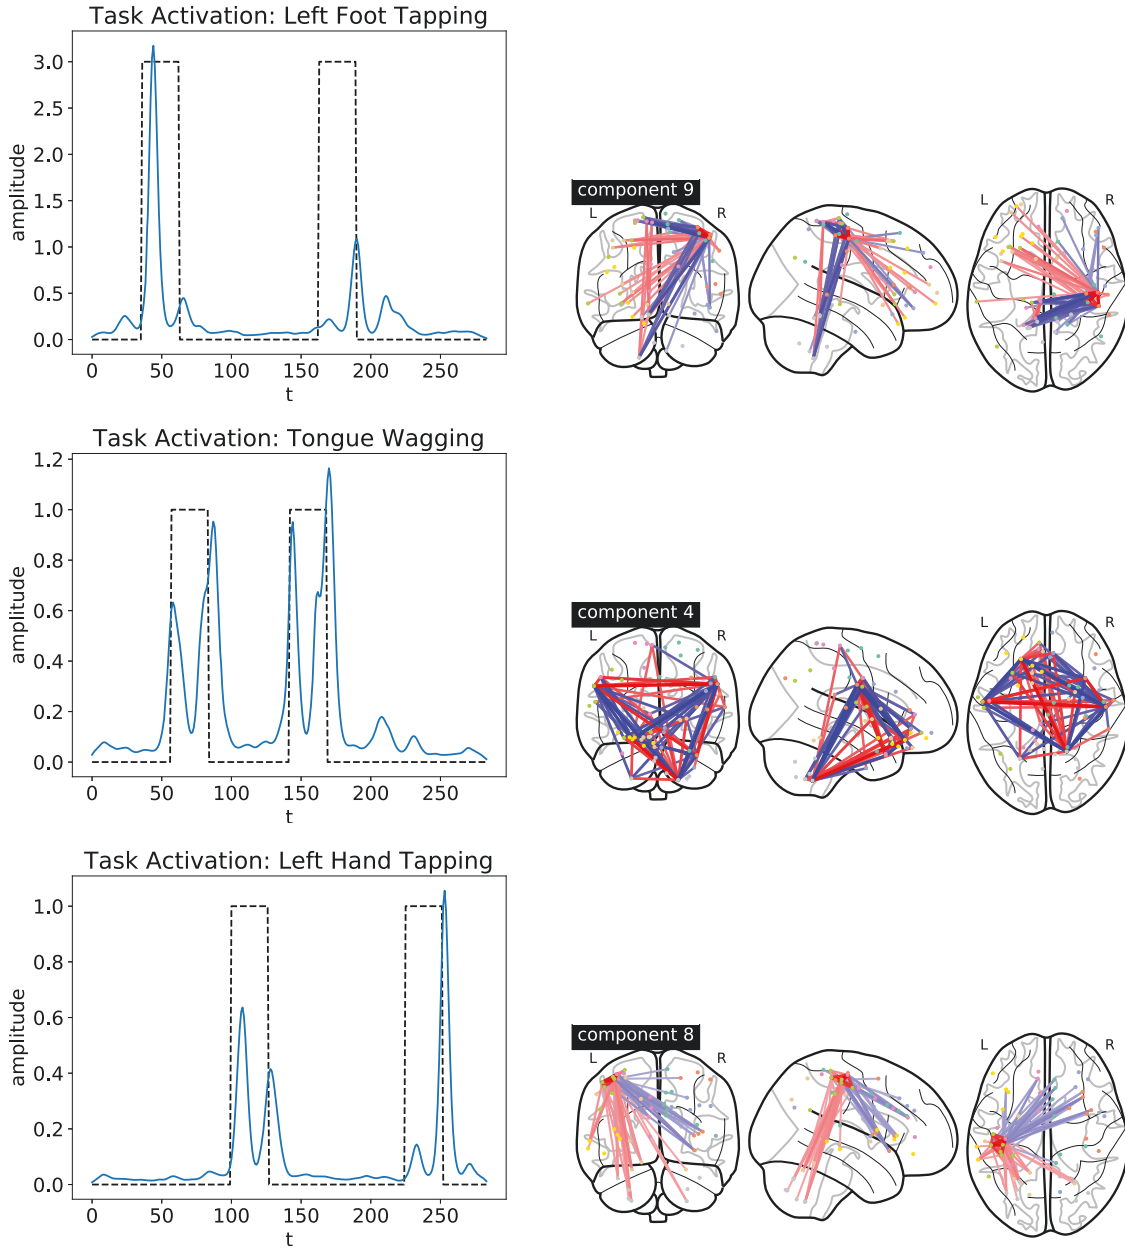 Task Activation: Left Foot Tapping
3.0
2.5
2.0
1.5
1.0
0.5
0.0
amplitude
0 50 100 150 200 250
t
component 9
L R
L R
Task Activation: Tongue Wagging
1.2
1.0
0.8
0.6
0.4
0.2
0.0
amplitude
0 50 100 150 200 250
t
component 4
L R
L R
Task Activation: Left Hand Tapping
1.0
0.8
0.6
0.4
0.2
0.0
amplitude
0 50 100 150 200 250
t
component 8
L R
L R